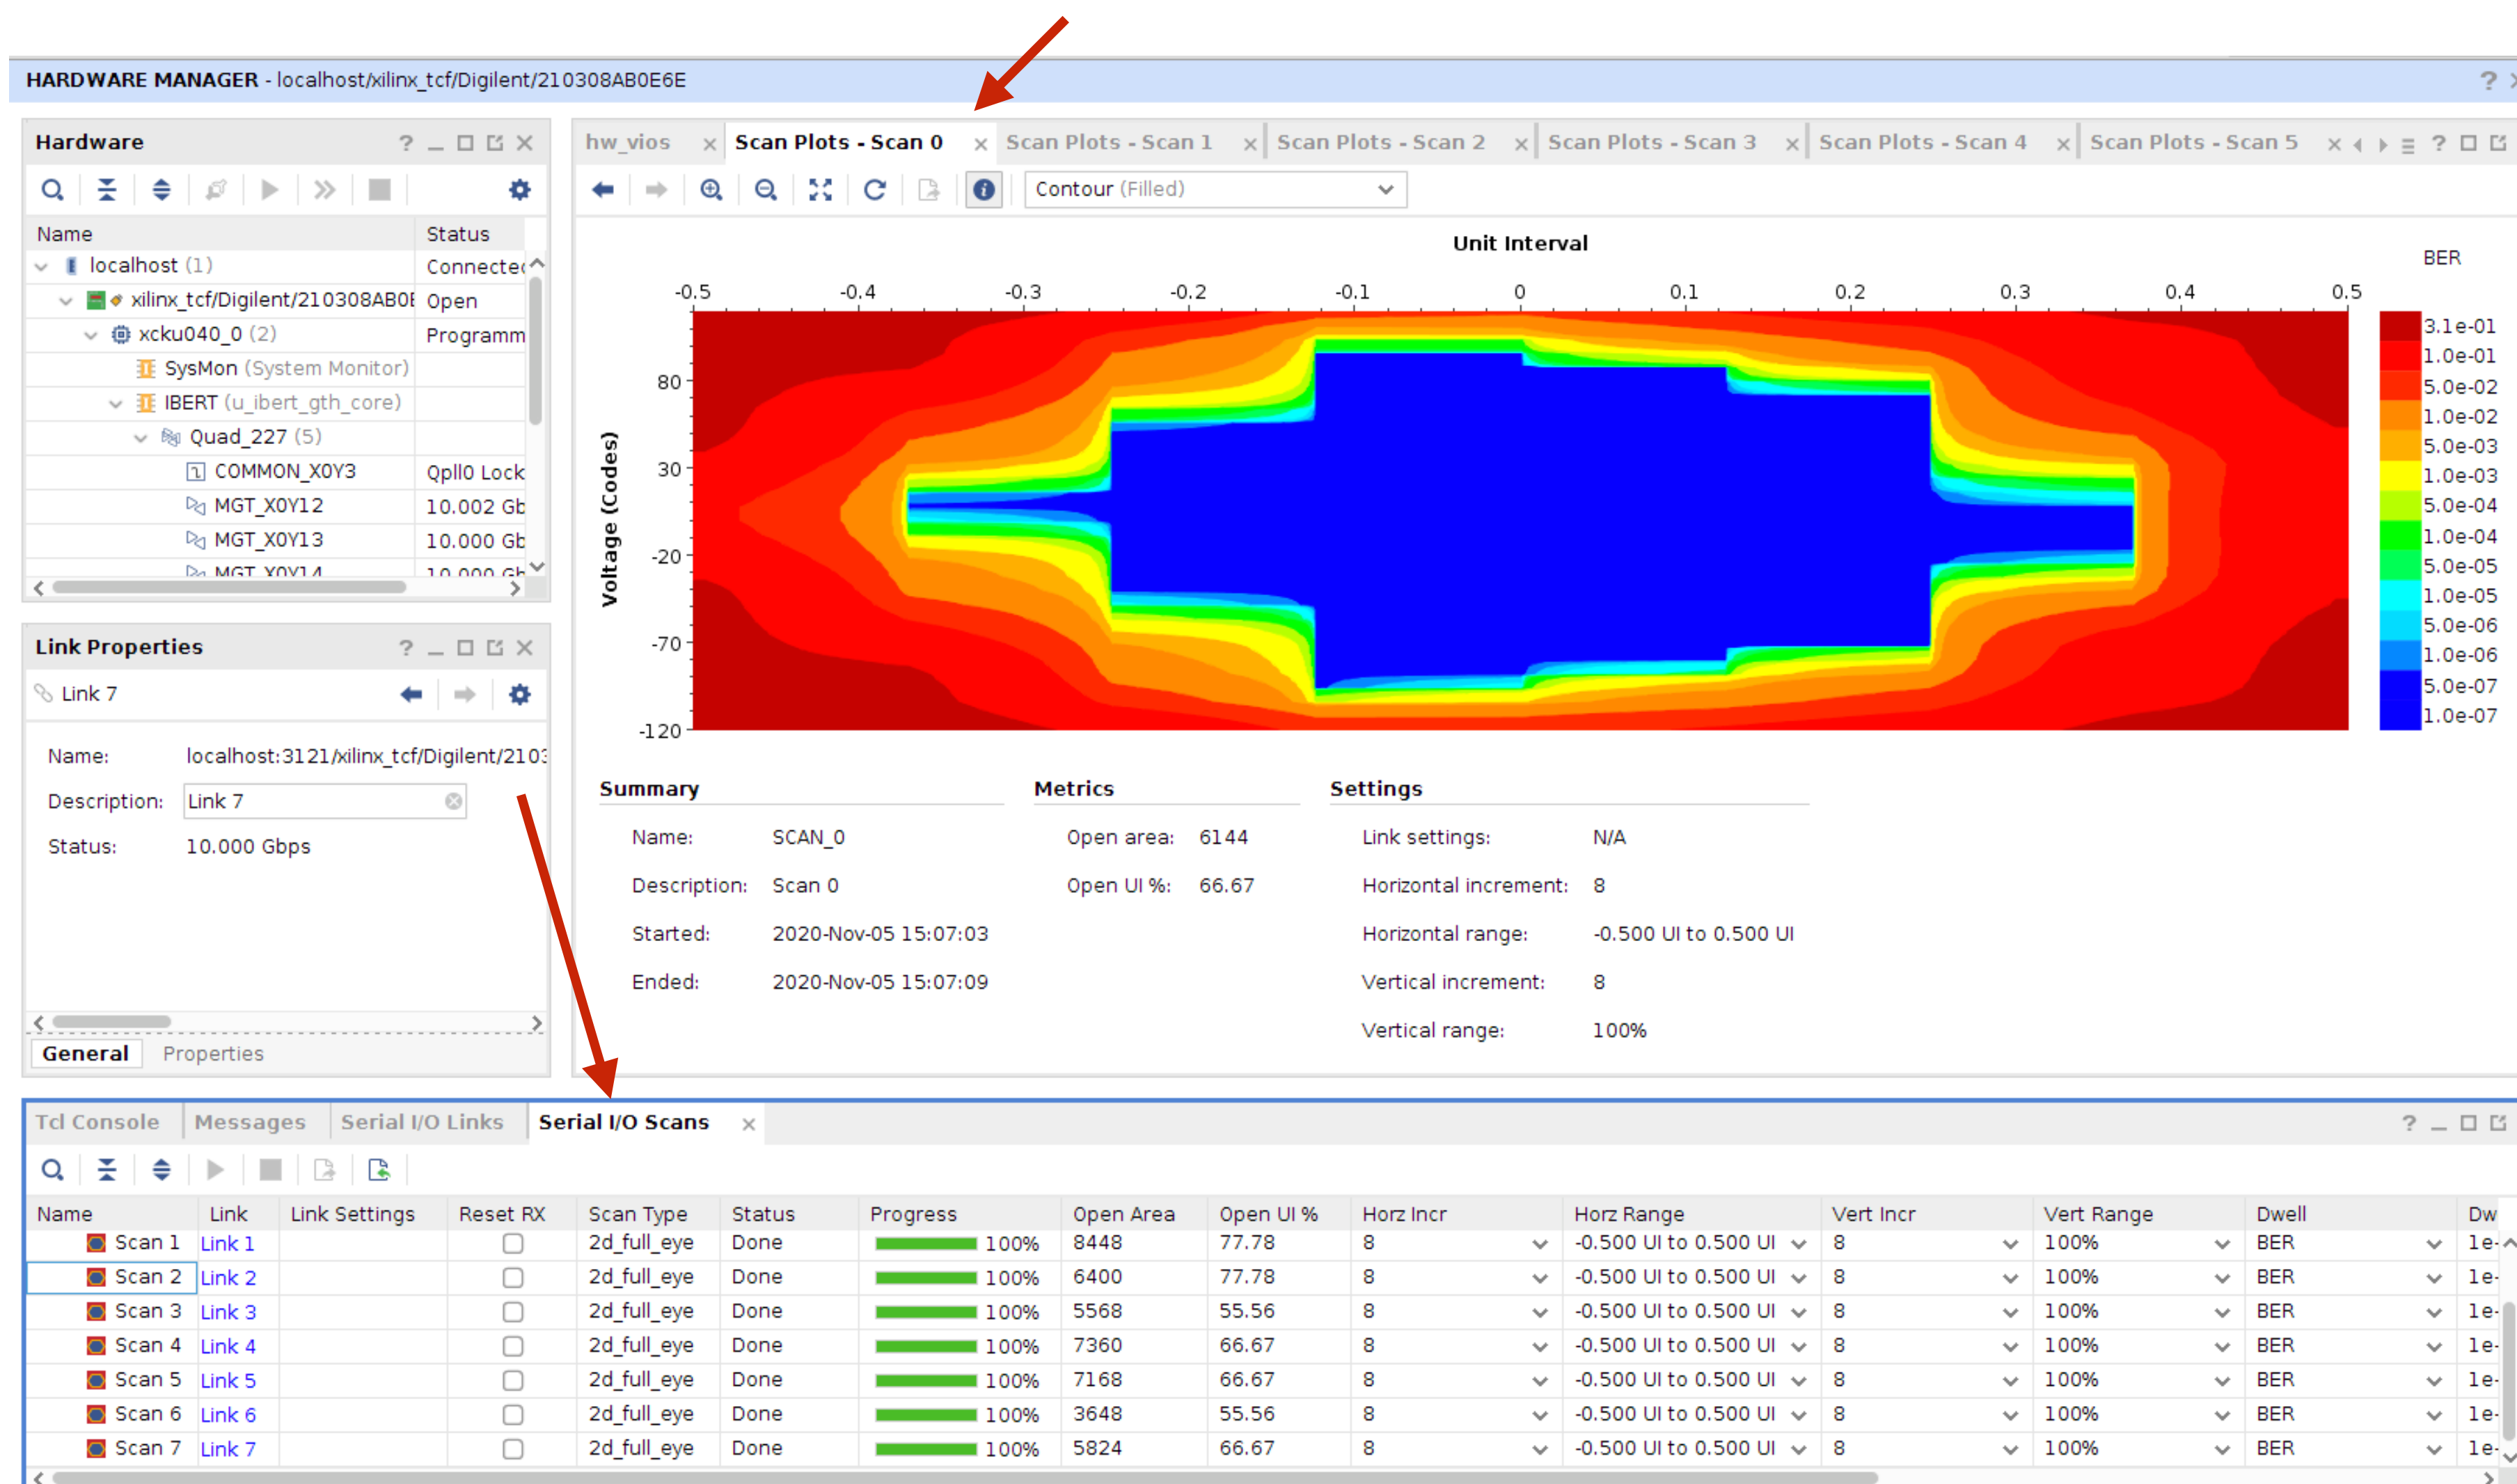 HARDWARE MANAGER - localhost/xilinx_tcf/Digilent/210308AB0E6E ?
Hardware ?
Name Status
localhost (1) Connected
xilinx_tcf/Digilent/210308AB0E Open
xcku040_0 (2) Programm
SysMon (System Monitor)
IBERT (u_ibert_gth_core)
Quad_227 (5)
COMMON_X0Y3 Qpll0 Lock
MGT_X0Y12 10.002 Gb
MGT_X0Y13 10.000 Gb
MGT_X0Y14 10.000 Gb
Link Properties ?
Link 7
Name: localhost:3121/xilinx_tcf/Digilent/2103
Description: Link 7
Status: 10.000 Gbps
General Properties
hw_vios Scan Plots - Scan 0 Scan Plots - Scan 1 Scan Plots - Scan 2 Scan Plots - Scan 3 Scan Plots - Scan 4 Scan Plots - Scan 5 ?
Contour (Filled)
Unit Interval
-0.5 -0.4 -0.3 -0.2 -0.1 0 0.1 0.2 0.3 0.4 0.5
Voltage (Codes)
80
30
-20
-70
-120
BER
3.1e-01
1.0e-01
5.0e-02
1.0e-02
5.0e-03
1.0e-03
5.0e-04
1.0e-04
5.0e-05
1.0e-05
5.0e-06
1.0e-06
5.0e-07
1.0e-07
Summary
Name: SCAN_0
Description: Scan 0
Started: 2020-Nov-05 15:07:03
Ended: 2020-Nov-05 15:07:09
Metrics
Open area: 6144
Open UI %: 66.67
Settings
Link settings: N/A
Horizontal increment: 8
Horizontal range: -0.500 UI to 0.500 UI
Vertical increment: 8
Vertical range: 100%
Tcl Console Messages Serial I/O Links Serial I/O Scans ?
Name Link Link Settings Reset RX Scan Type Status Progress Open Area Open UI % Horz Incr Horz Range Vert Incr Vert Range Dwell Dw
Scan 1 Link 1 2d_full_eye Done 100% 8448 77.78 8 -0.500 UI to 0.500 UI 8 100% BER 1e-
Scan 2 Link 2 2d_full_eye Done 100% 6400 77.78 8 -0.500 UI to 0.500 UI 8 100% BER 1e-
Scan 3 Link 3 2d_full_eye Done 100% 5568 55.56 8 -0.500 UI to 0.500 UI 8 100% BER 1e-
Scan 4 Link 4 2d_full_eye Done 100% 7360 66.67 8 -0.500 UI to 0.500 UI 8 100% BER 1e-
Scan 5 Link 5 2d_full_eye Done 100% 7168 66.67 8 -0.500 UI to 0.500 UI 8 100% BER 1e-
Scan 6 Link 6 2d_full_eye Done 100% 3648 55.56 8 -0.500 UI to 0.500 UI 8 100% BER 1e-
Scan 7 Link 7 2d_full_eye Done 100% 5824 66.67 8 -0.500 UI to 0.500 UI 8 100% BER 1e-